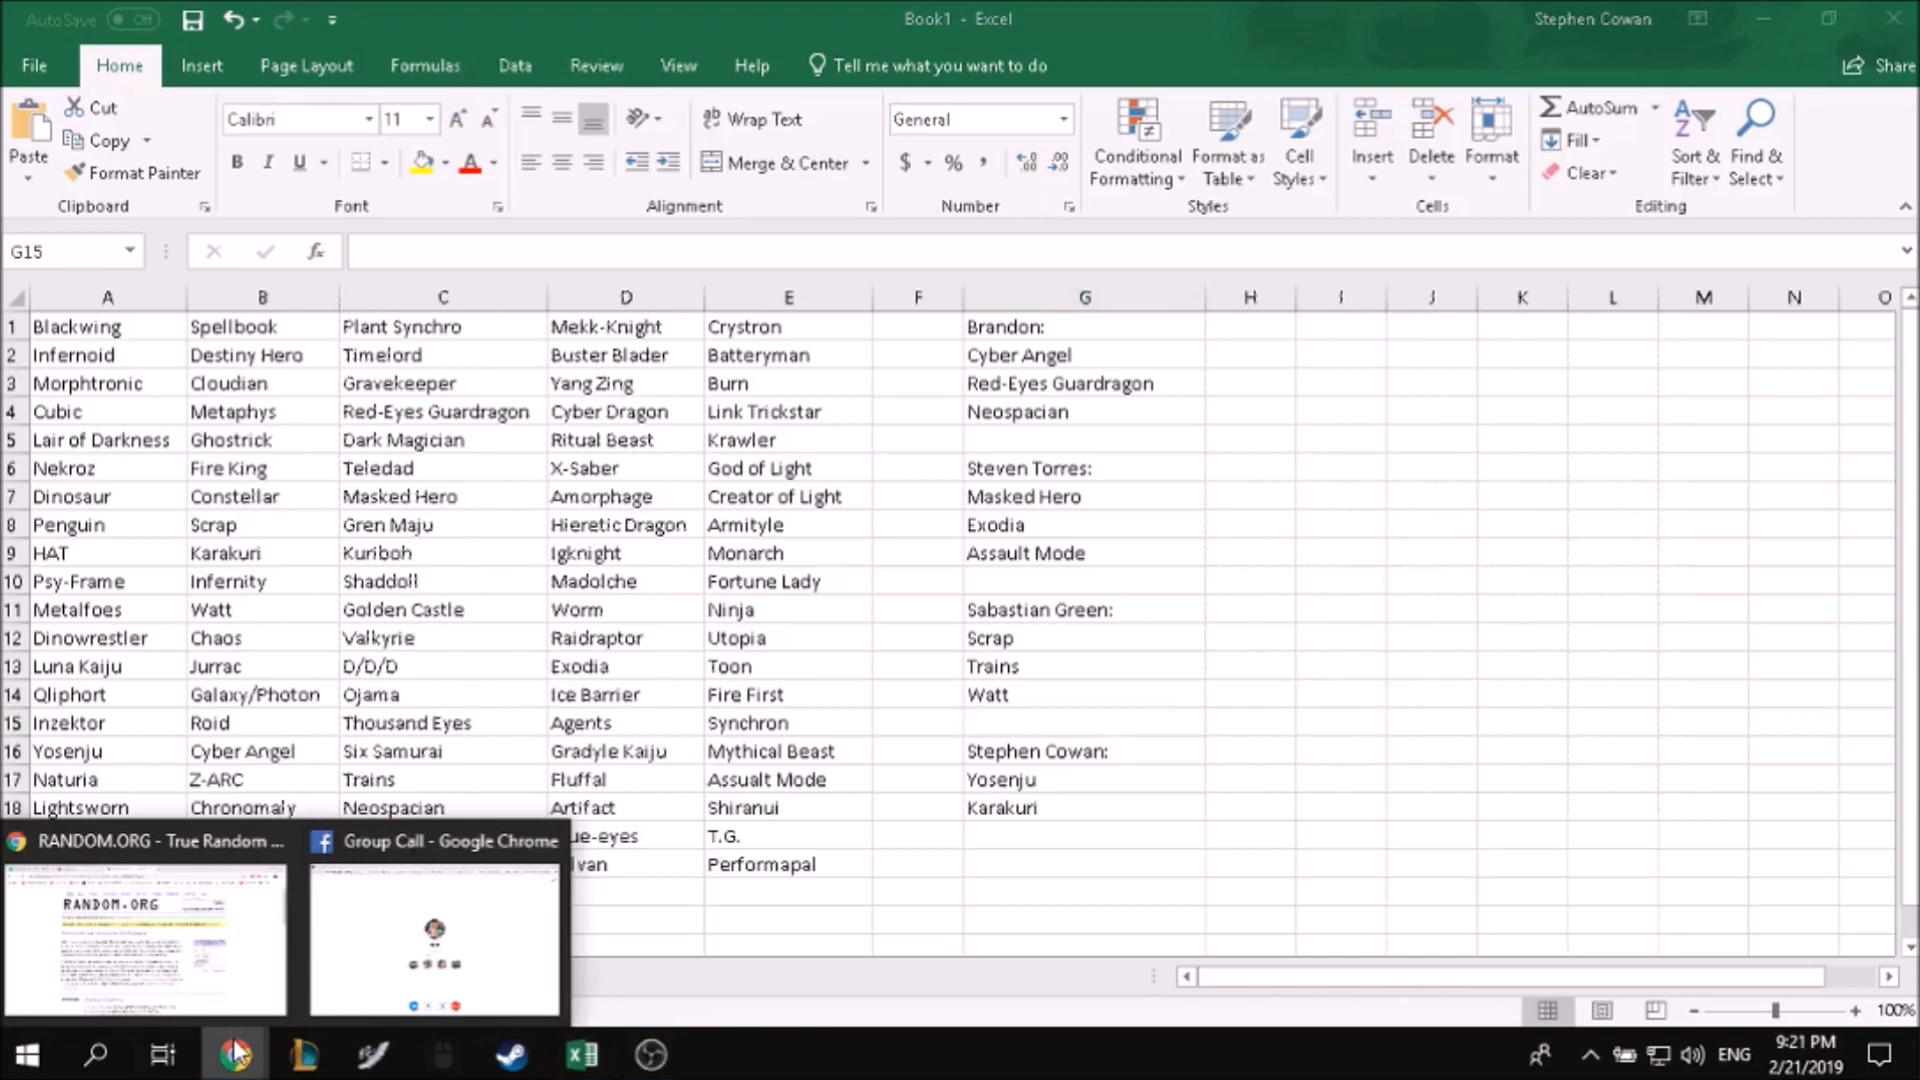 AutoSave Off Book1 - Excel Stephen Cowan
File Home Insert Page Layout Formulas Data Review View Help Tell me what you want to do Share
Paste Cut Copy Format Painter Clipboard
Calibri 11 B I U A Font
Wrap Text Merge & Center Alignment
General $ % , Number
Conditional Formatting Format as Table Cell Styles Styles
Insert Delete Format Cells
AutoSum Fill Clear Sort & Filter Find & Select Editing
G15 fx
A B C D E F G H I J K L M N O
1 Blackwing Spellbook Plant Synchro Mekk-Knight Crystron Brandon:
2 Infernoid Destiny Hero Timelord Buster Blader Batteryman Cyber Angel
3 Morphtronic Cloudian Gravekeeper Yang Zing Burn Red-Eyes Guardragon
4 Cubic Metaphys Red-Eyes Guardragon Cyber Dragon Link Trickstar Neospacian
5 Lair of Darkness Ghostrick Dark Magician Ritual Beast Krawler
6 Nekroz Fire King Teledad X-Saber God of Light Steven Torres:
7 Dinosaur Constellar Masked Hero Amorphage Creator of Light Masked Hero
8 Penguin Scrap Gren Maju Hieretic Dragon Armityle Exodia
9 HAT Karakuri Kuriboh Igknight Monarch Assault Mode
10 Psy-Frame Infernity Shaddoll Madolche Fortune Lady
11 Metalfoes Watt Golden Castle Worm Ninja Sabastian Green:
12 Dinowrestler Chaos Valkyrie Raidraptor Utopia Scrap
13 Luna Kaiju Jurrac D/D/D Exodia Toon Trains
14 Qliphort Galaxy/Photon Ojama Ice Barrier Fire First Watt
15 Inzektor Roid Thousand Eyes Agents Synchron
16 Yosenju Cyber Angel Six Samurai Gradyle Kaiju Mythical Beast Stephen Cowan:
17 Naturia Z-ARC Trains Fluffal Assualt Mode Yosenju
18 Lightsworn Chronomaly Neospacian Artifact Shiranui Karakuri
RANDOM.ORG - True Random ... Group Call - Google Chrome ue-eyes T.G.
van Performapal
RANDOM.ORG
100%
ENG 9:21 PM
2/21/2019